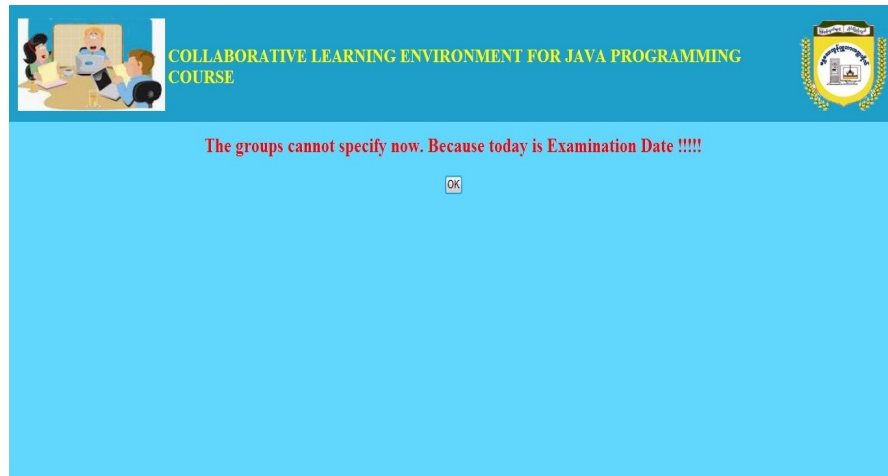 COLLABORATIVE LEARNING ENVIRONMENT FOR JAVA PROGRAMMING
COURSE
The groups cannot specify now. Because today is Examination Date !!!!!
OK